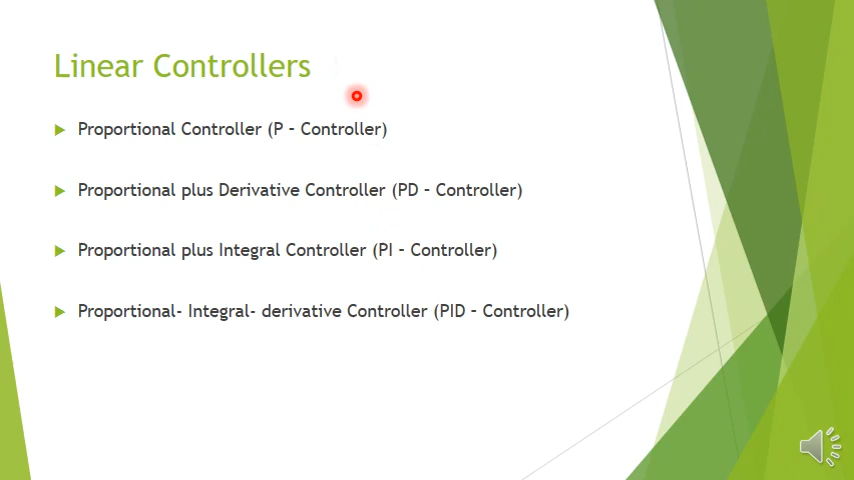 Linear Controllers
Proportional Controller (P – Controller)
Proportional plus Derivative Controller (PD – Controller)
Proportional plus Integral Controller (PI – Controller)
Proportional- Integral- derivative Controller (PID – Controller)